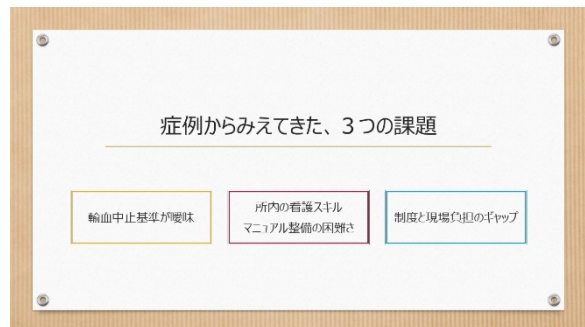 症例からみえてきた、３つの課題
輸血中止基準が曖昧
所内の看護スキル
マニュアル整備の困難さ
制度と現場負担のギャップ